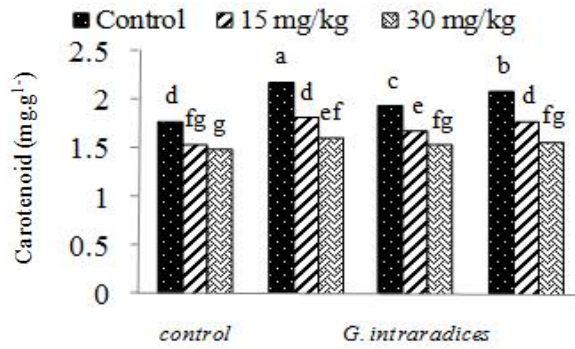 Control 15 mg/kg 30 mg/kg
Carotenoid (mg.g¹⁻)
2.5
2
1.5
1
0.5
0
d fg g a d ef c e fg b d fg
control G. intraradices